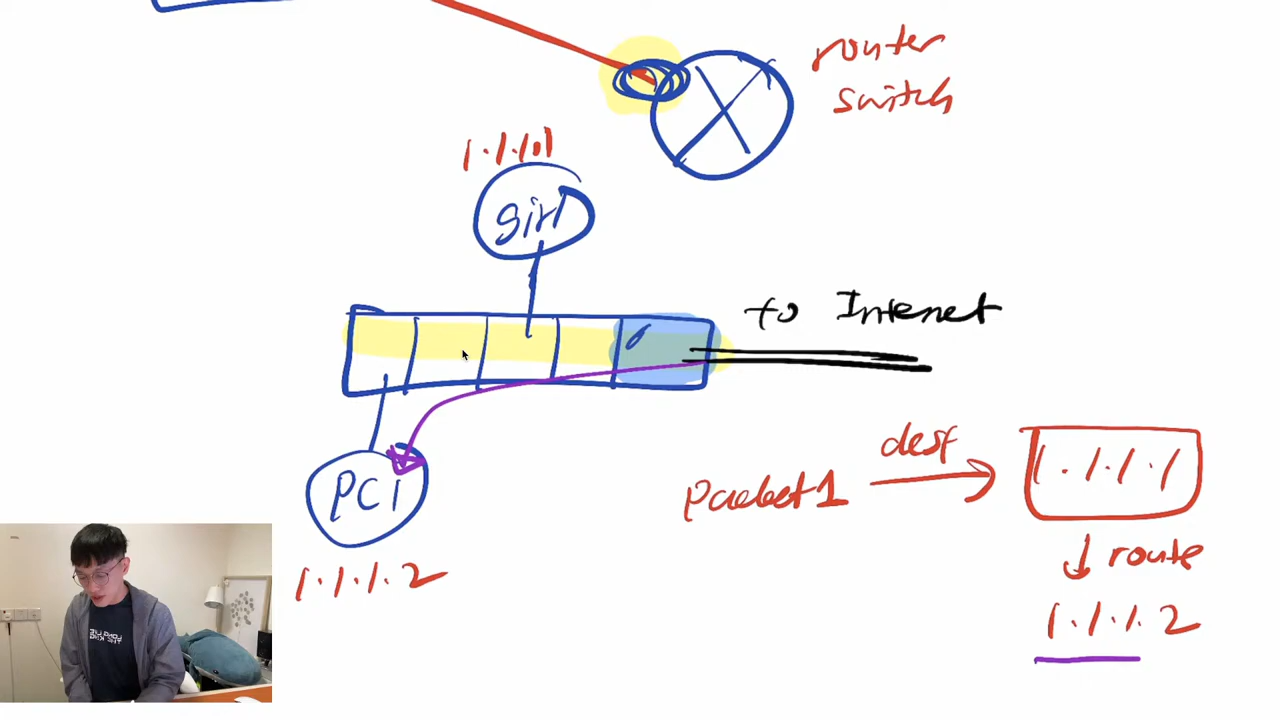 router
switch
1.1.1.1
girl
to Internet
PC1
dest
Packet1
1.1.1.1
route
1.1.1.2
1.1.1.2